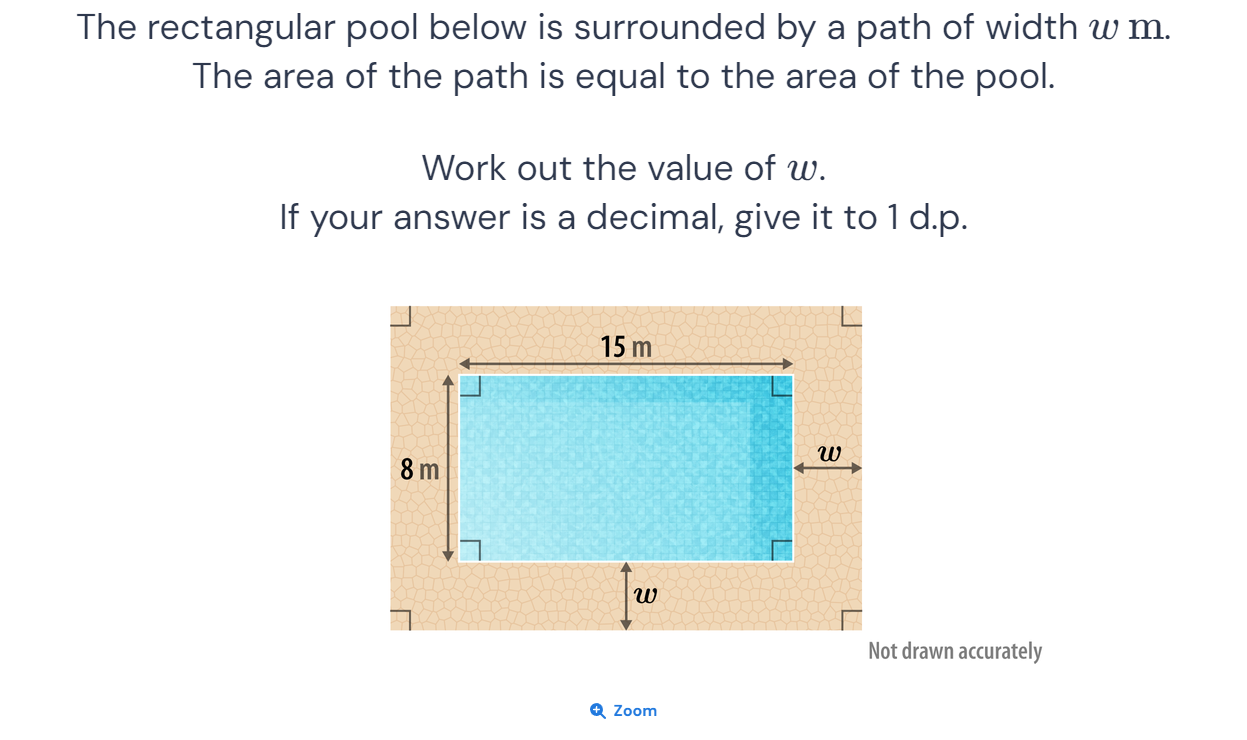 The rectangular pool below is surrounded by a path of width w m.
The area of the path is equal to the area of the pool.
Work out the value of w.
If your answer is a decimal, give it to 1 d.p.
15 m
8 m
w
w
Not drawn accurately
Zoom